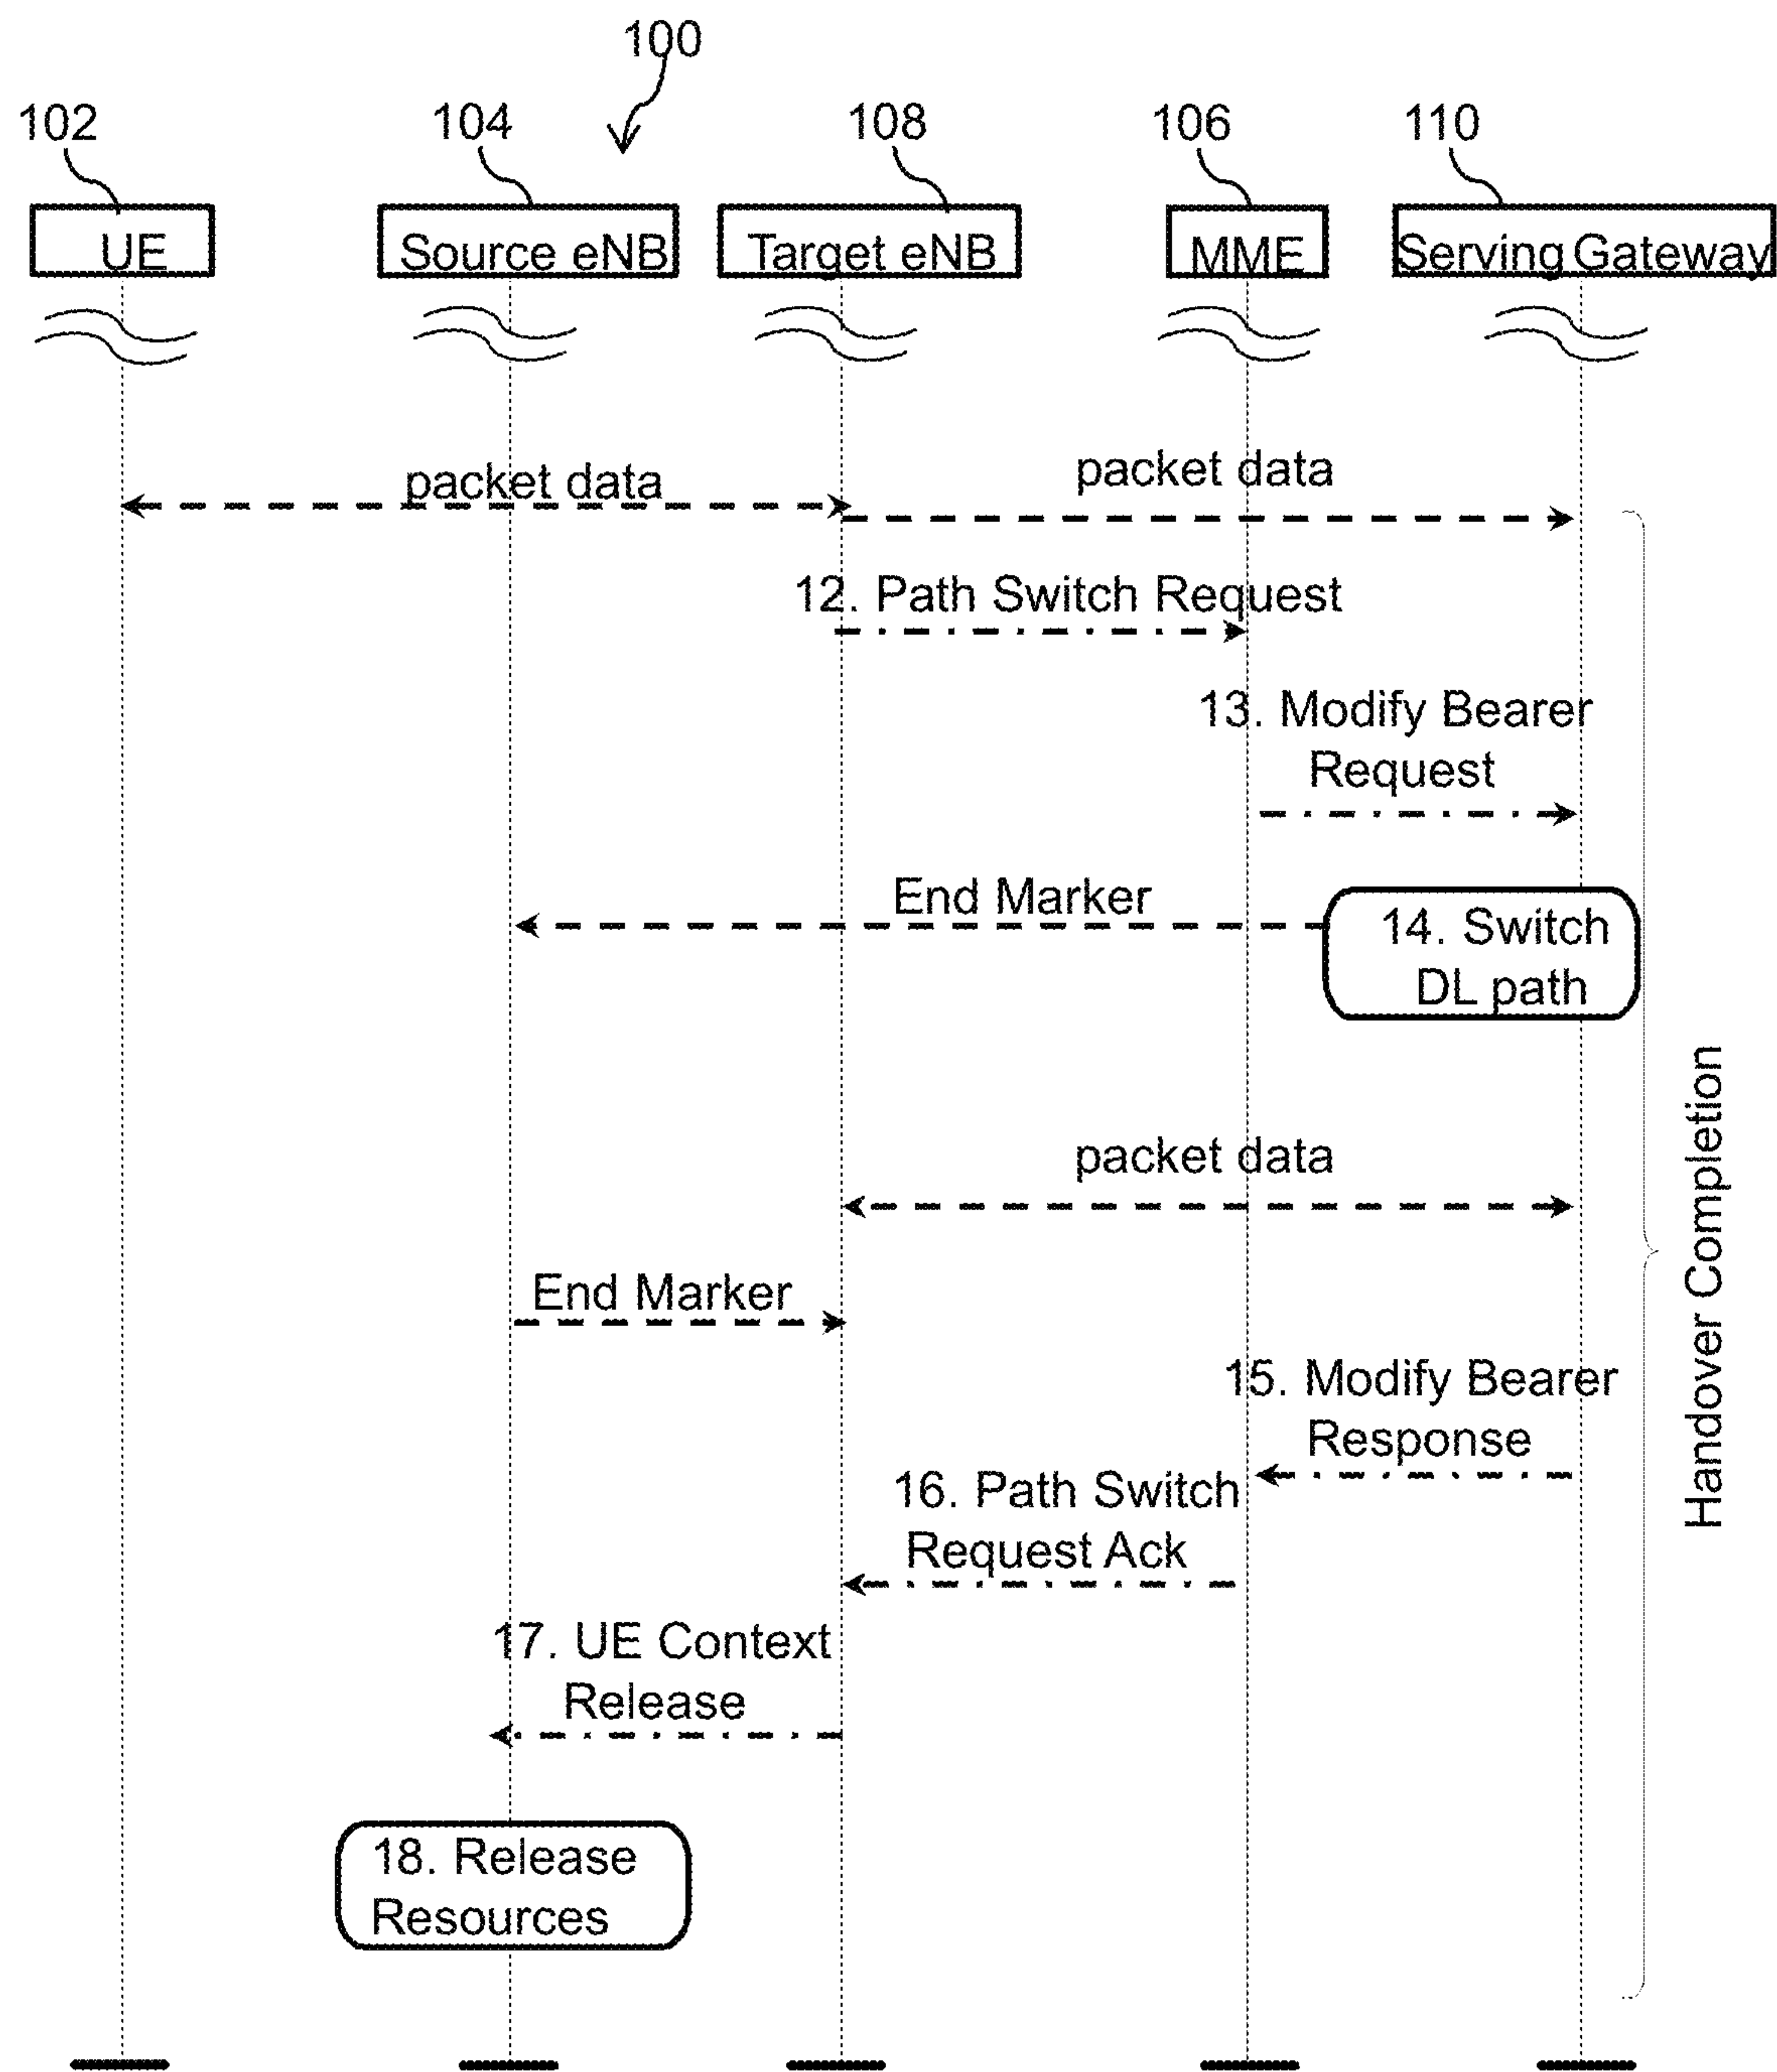 100
102
104
108
106
110
UE
Source eNB
Target eNB
MME
Serving Gateway
packet data
packet data
12. Path Switch Request
13. Modify Bearer
Request
End Marker
14. Switch
DL path
packet data
End Marker
15. Modify Bearer
Response
16. Path Switch
Request Ack
17. UE Context
Release
18. Release
Resources
Handover Completion